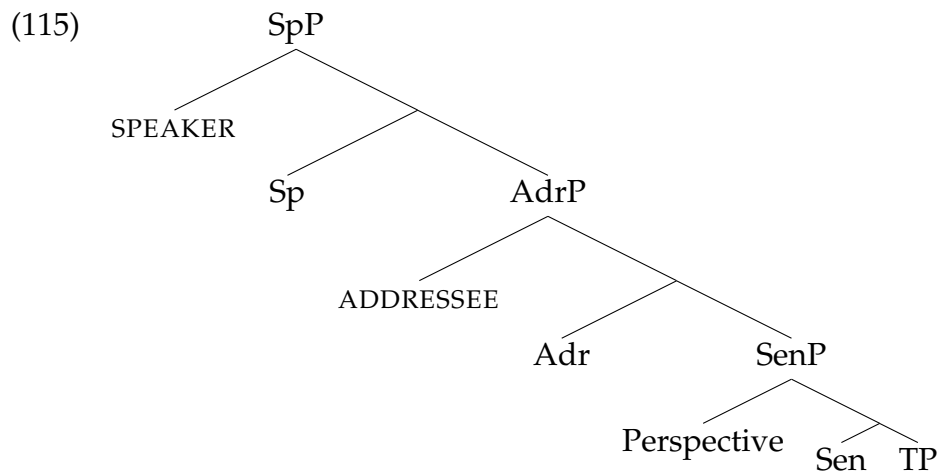 (115) SpP
SPEAKER
Sp AdrP
ADDRESSEE
Adr SenP
Perspective
Sen TP